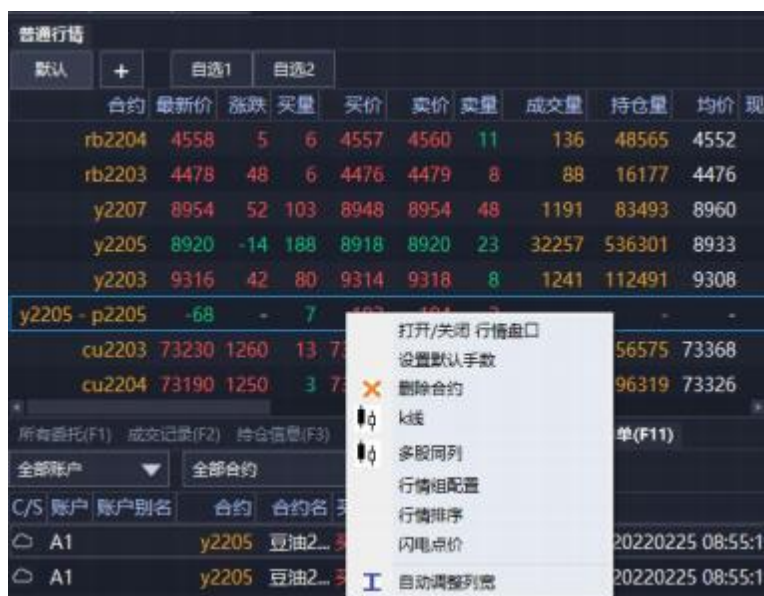 普通行情
默认 + 自选1 自选2
合约 最新价 涨跌 买量 买价 卖价 卖量 成交量 持仓量 均价 现
rb2204 4558 5 6 4557 4560 11 136 48565 4552
rb2203 4478 48 6 4476 4479 8 88 16177 4476
y2207 8954 52 103 8948 8954 48 1191 83493 8960
y2205 8920 -14 188 8918 8920 23 32257 536301 8933
y2203 9316 42 80 9314 9318 8 1241 112491 9308
y2205 - p2205 -68 - 7 - -
cu2203 73230 1260 13 56575 73368
cu2204 73190 1250 3 96319 73326
打开/关闭 行情盘口
设置默认手数
删除合约
k线
多股同列
行情组配置
行情排序
闪电点价
自动调整列宽
所有委托(F1) 成交记录(F2) 持仓信息(F3) 单(F11)
全部账户 全部合约
C/S 账户 账户别名 合约 合约名
A1 y2205 豆油2... 20220225 08:55:1
A1 y2205 豆油2... 20220225 08:55:1